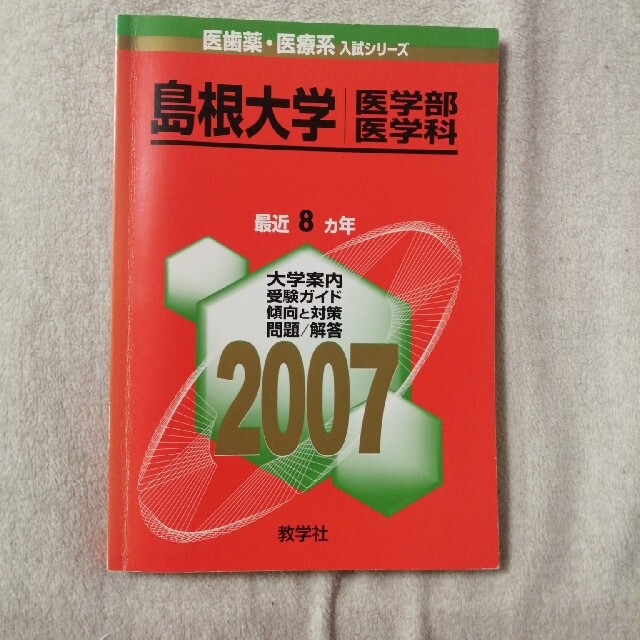 医歯薬・医療系 入試シリーズ
島根大学 医学部
医学科
最近 8 カ年
大学案内
受験ガイド
傾向と対策
問題/解答
2007
教学社